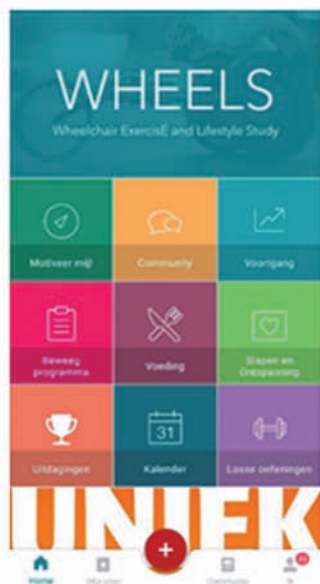 WHEELS
Wheelchair ExercisE and Lifestyle Study
Motiveer mij!
Community
Voortgang
Beweeg
programma
Voeding
Slapen en
Ontspanning
31
Uitdagingen
Kalender
Losse oefeningen
UNIEK
+
Home